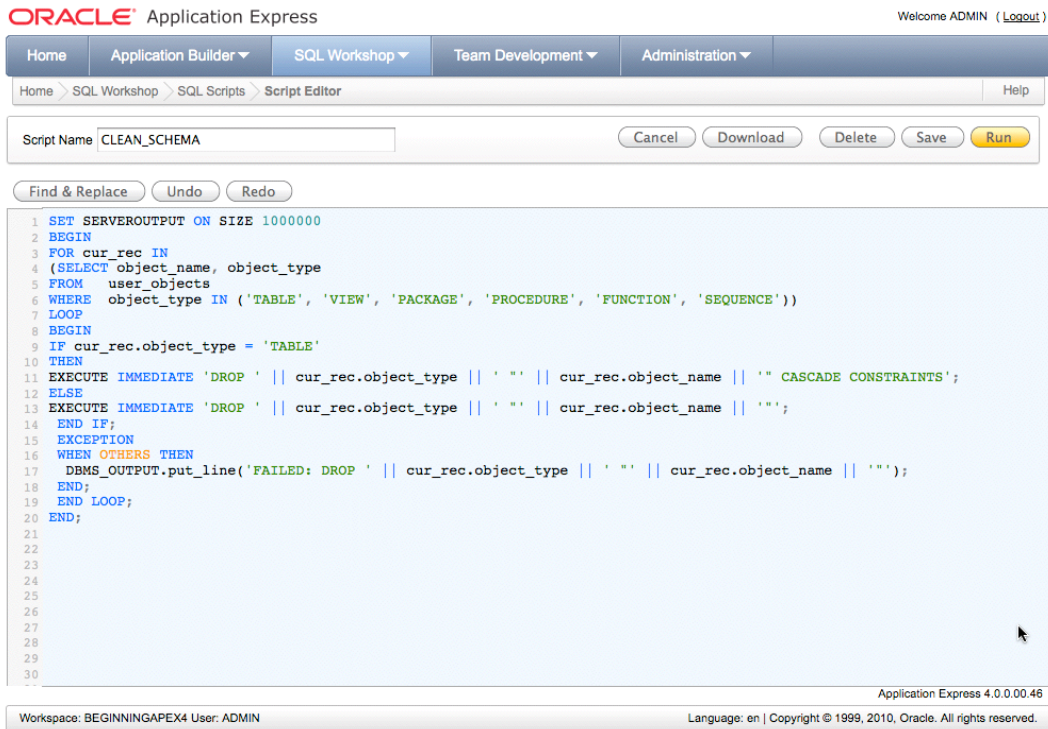 ORACLE® Application Express
Welcome ADMIN ( Logout )
Home Application Builder SQL Workshop Team Development Administration
Home SQL Workshop SQL Scripts Script Editor Help
Script Name CLEAN_SCHEMA Cancel Download Delete Save Run
Find & Replace Undo Redo
1 SET SERVEROUTPUT ON SIZE 1000000
2 BEGIN
3 FOR cur_rec IN
4 (SELECT object_name, object_type
5 FROM   user_objects
6 WHERE  object_type IN ('TABLE', 'VIEW', 'PACKAGE', 'PROCEDURE', 'FUNCTION', 'SEQUENCE'))
7 LOOP
8 BEGIN
9 IF cur_rec.object_type = 'TABLE'
10 THEN
11 EXECUTE IMMEDIATE 'DROP ' || cur_rec.object_type || ' "' || cur_rec.object_name || '" CASCADE CONSTRAINTS';
12 ELSE
13 EXECUTE IMMEDIATE 'DROP ' || cur_rec.object_type || ' "' || cur_rec.object_name || '"';
14  END IF;
15  EXCEPTION
16  WHEN OTHERS THEN
17   DBMS_OUTPUT.put_line('FAILED: DROP ' || cur_rec.object_type || ' "' || cur_rec.object_name || '"');
18  END;
19  END LOOP;
20 END;
21
22
23
24
25
26
27
28
29
30
Application Express 4.0.0.00.46
Workspace: BEGINNINGAPEX4 User: ADMIN
Language: en | Copyright © 1999, 2010, Oracle. All rights reserved.